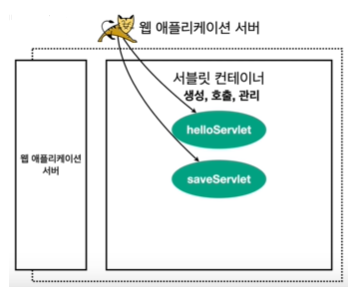 웹 애플리케이션 서버
서블릿 컨테이너
생성, 호출, 관리
helloServlet
웹 애플리케이션
서버
saveServlet